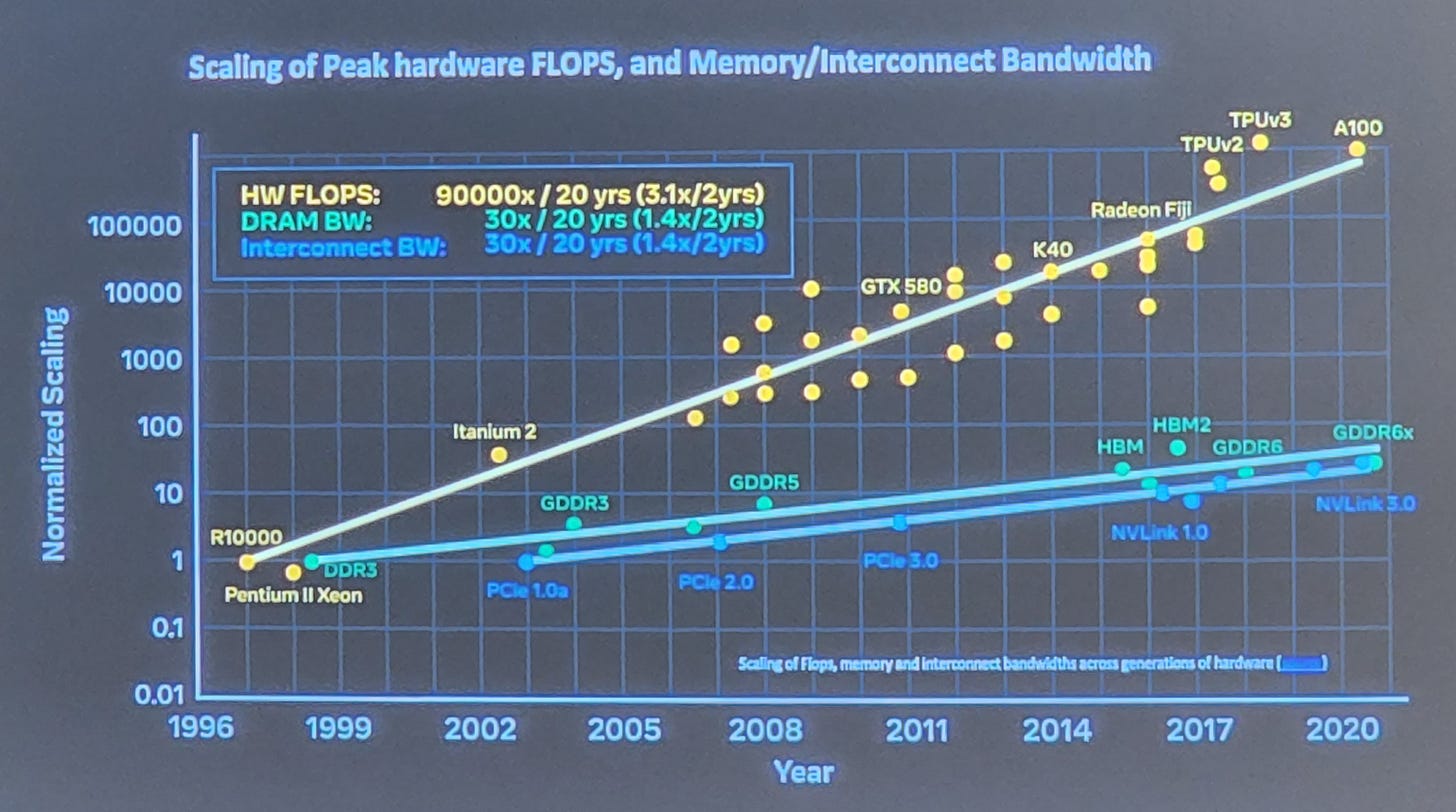 Scaling of Peak hardware FLOPS, and Memory/Interconnect Bandwidth
HW FLOPS: 90000x / 20 yrs (3.1x/2yrs)
DRAM BW: 30x / 20 yrs (1.4x/2yrs)
Interconnect BW: 30x / 20 yrs (1.4x/2yrs)
Normalized Scaling
100000
10000
1000
100
10
1
0.1
0.01
TPUv3
A100
TPUv2
Radeon Fiji
K40
GTX 580
Itanium 2
R10000
Pentium II Xeon
HBM2
GDDR6x
HBM
GDDR6
GDDR5
GDDR3
DDR3
NVLink 3.0
NVLink 1.0
PCIe 3.0
PCIe 2.0
PCIe 1.0a
Scaling of Flops, memory and interconnect bandwidths across generations of hardware ( )
1996 1999 2002 2005 2008 2011 2014 2017 2020
Year